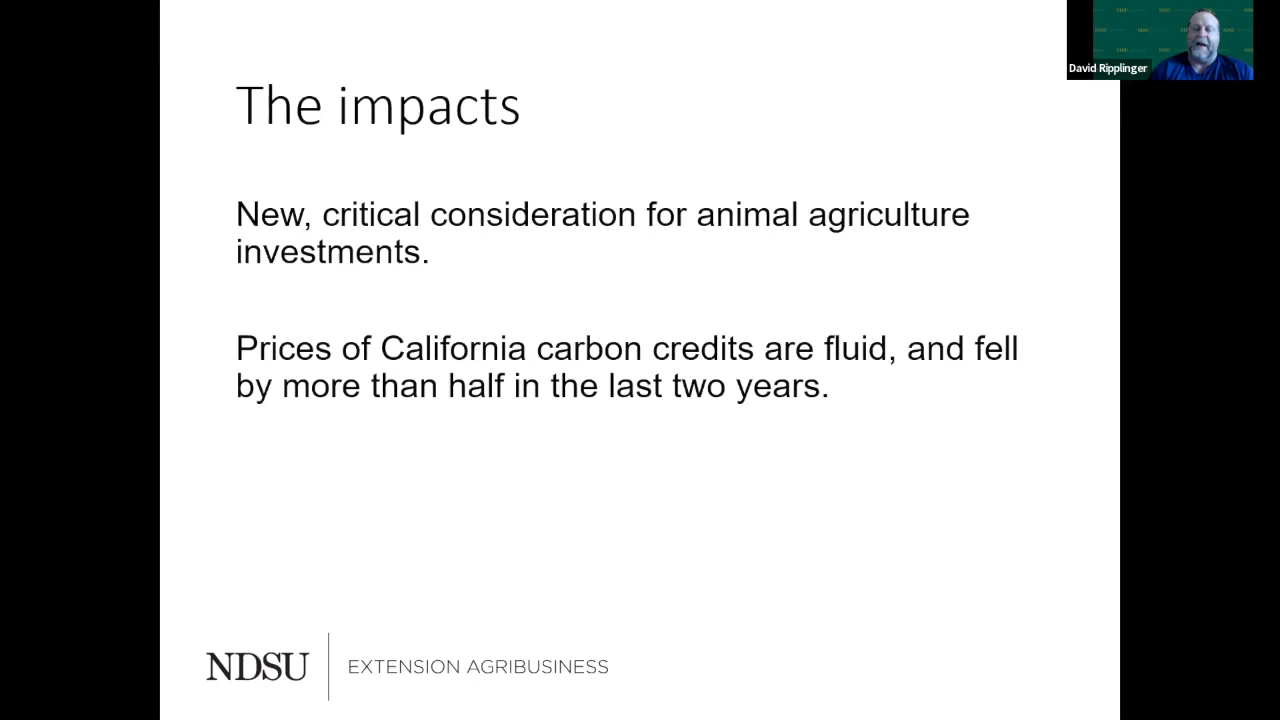 David Ripplinger
The impacts
New, critical consideration for animal agriculture
investments.
Prices of California carbon credits are fluid, and fell
by more than half in the last two years.
NDSU
EXTENSION AGRIBUSINESS